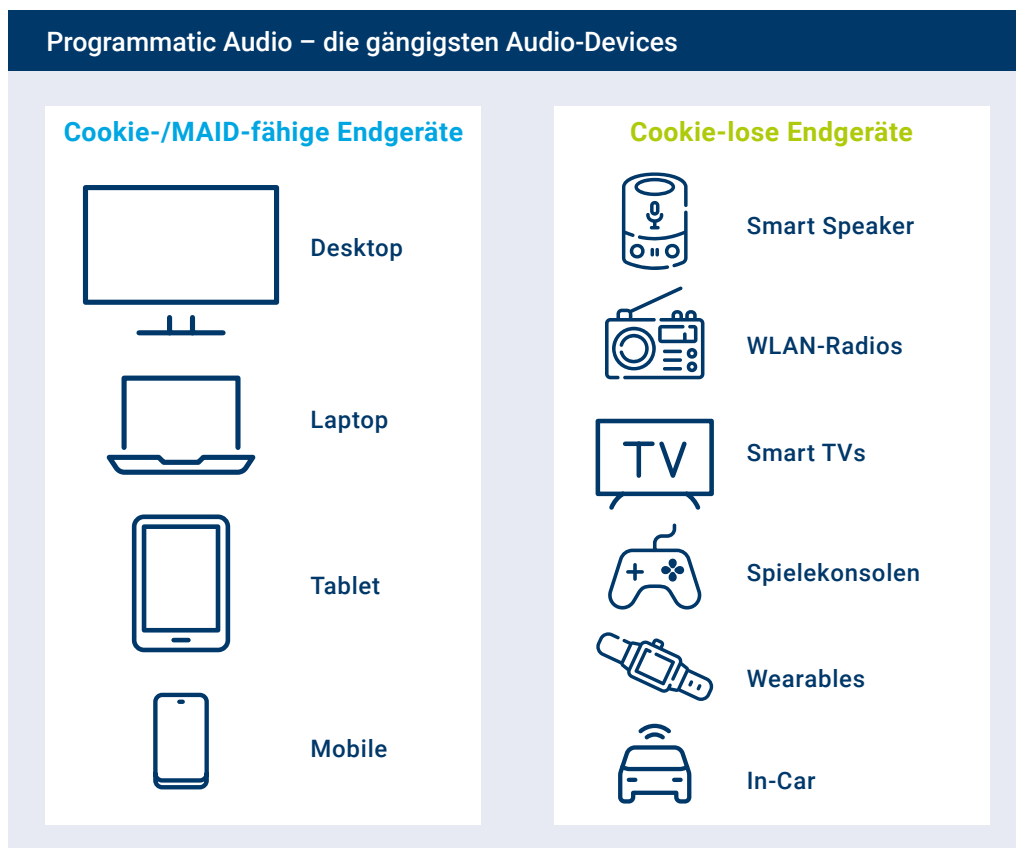 Programmatic Audio – die gängigsten Audio-Devices
Cookie-/MAID-fähige Endgeräte
Desktop
Laptop
Tablet
Mobile
Cookie-lose Endgeräte
Smart Speaker
WLAN-Radios
TV
Smart TVs
Spielekonsolen
Wearables
In-Car